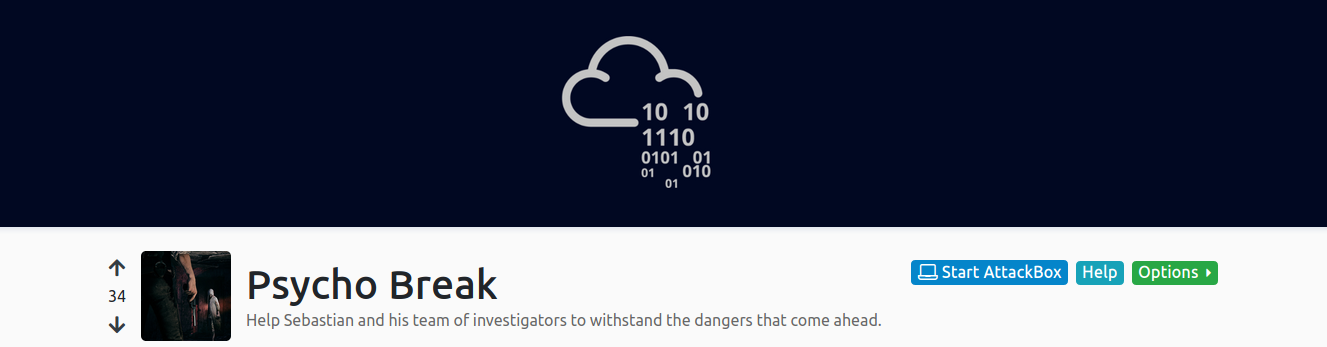 10 10
1110
0101 01
01 010
01
34
Psycho Break
Start AttackBox Help Options
Help Sebastian and his team of investigators to withstand the dangers that come ahead.